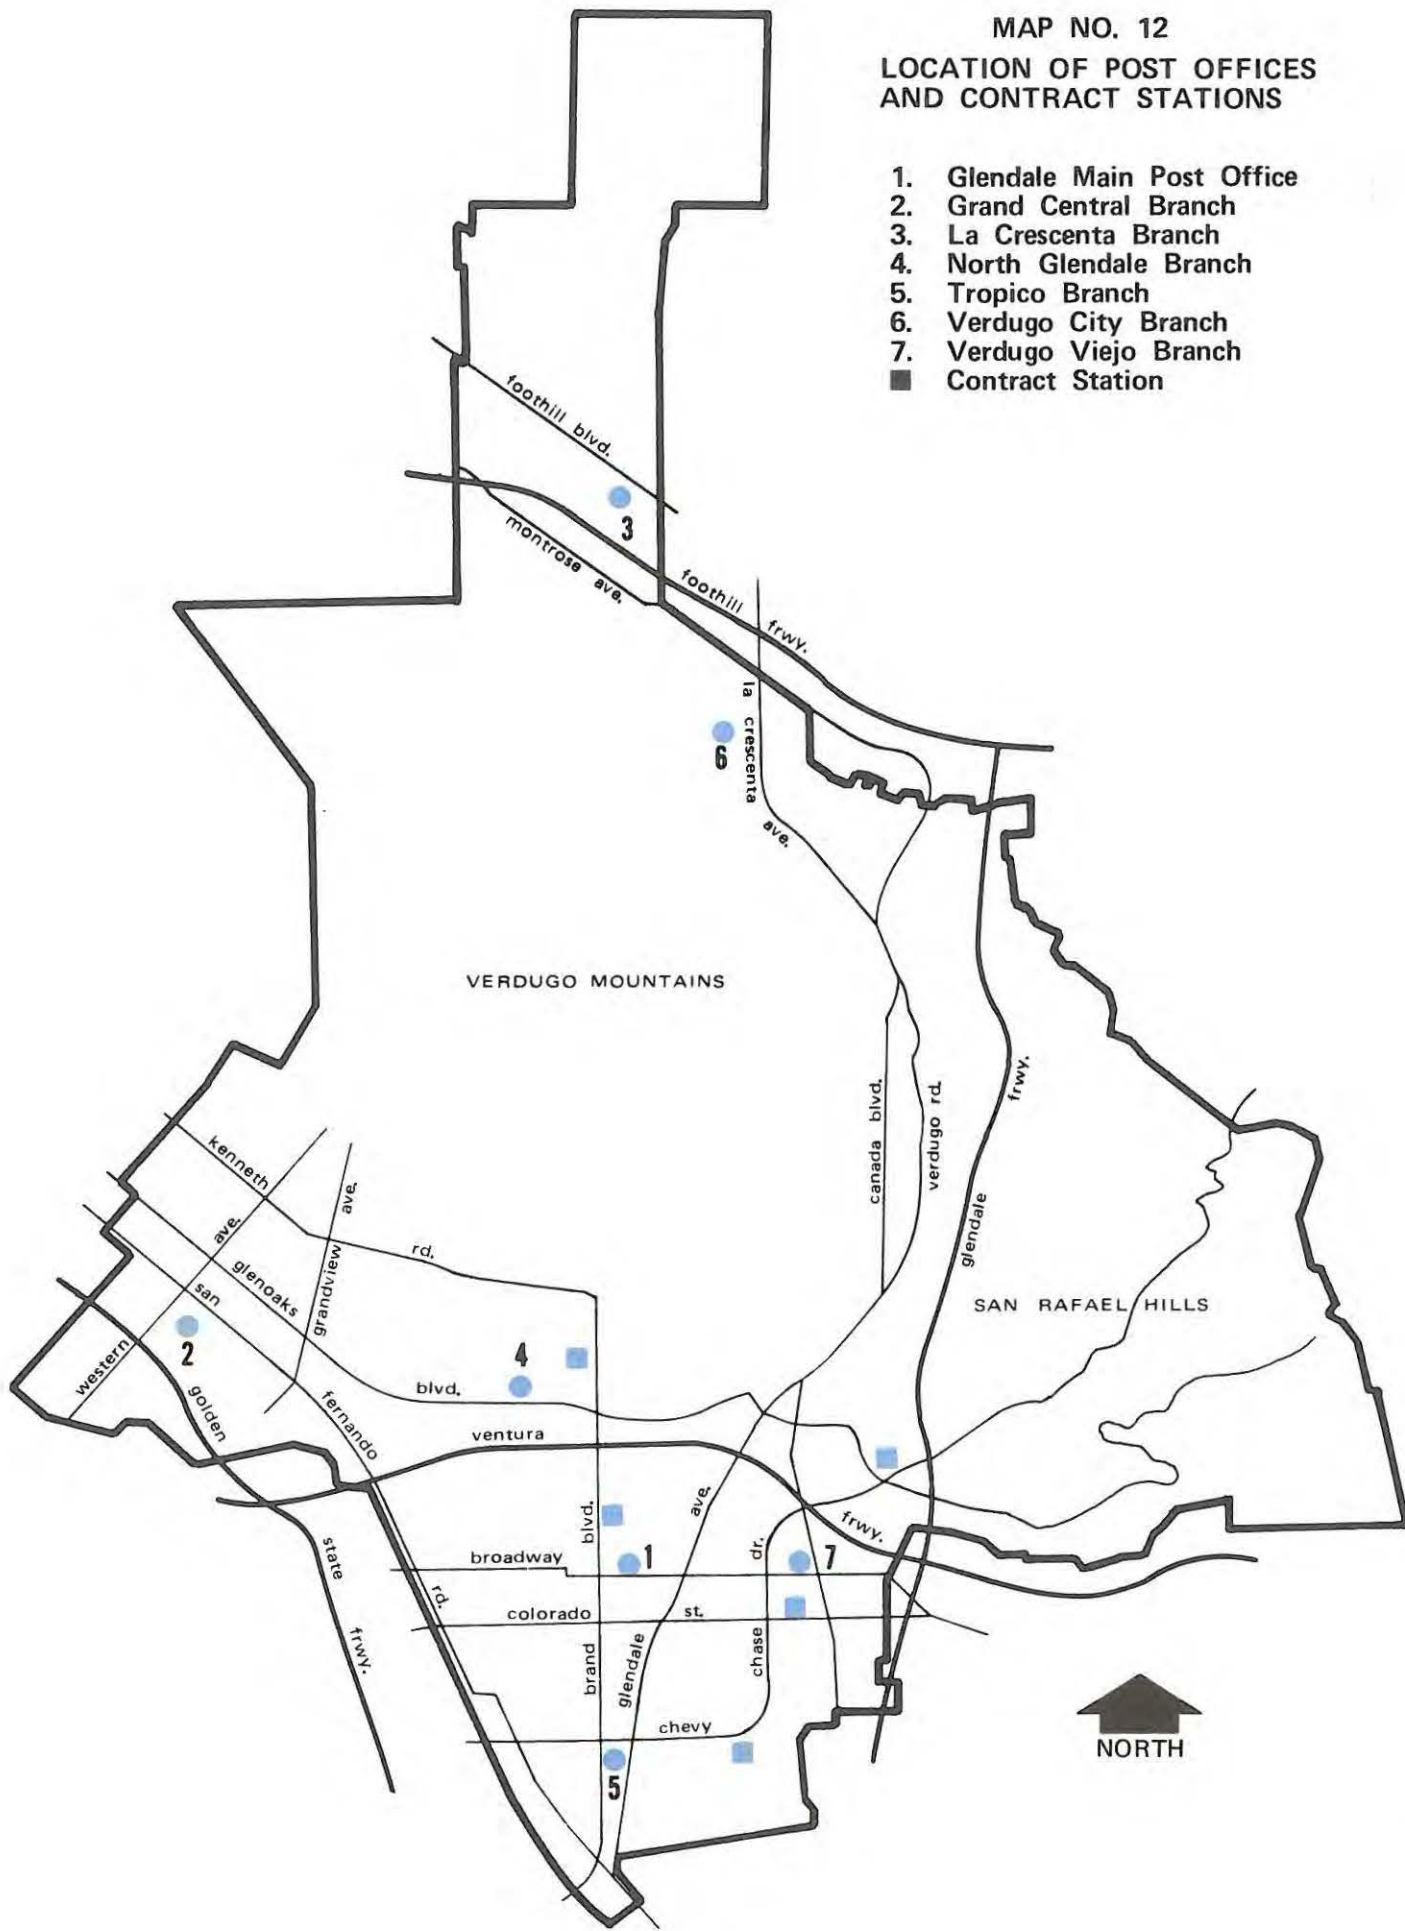 MAP NO. 12
LOCATION OF POST OFFICES
AND CONTRACT STATIONS
1. Glendale Main Post Office
2. Grand Central Branch
3. La Crescenta Branch
4. North Glendale Branch
5. Tropico Branch
6. Verdugo City Branch
7. Verdugo Viejo Branch
Contract Station
foothill blvd.
3
montrose ave.
foothill frwy.
la crescenta ave.
6
VERDUGO MOUNTAINS
canada blvd.
verdugo rd.
glendale frwy.
kenneth rd.
western ave.
grandview ave.
glenoaks blvd.
san fernando rd.
SAN RAFAEL HILLS
2
4
golden state frwy.
ventura frwy.
brand blvd.
glendale ave.
broadway
1
7
colorado st.
chevy chase dr.
5
NORTH